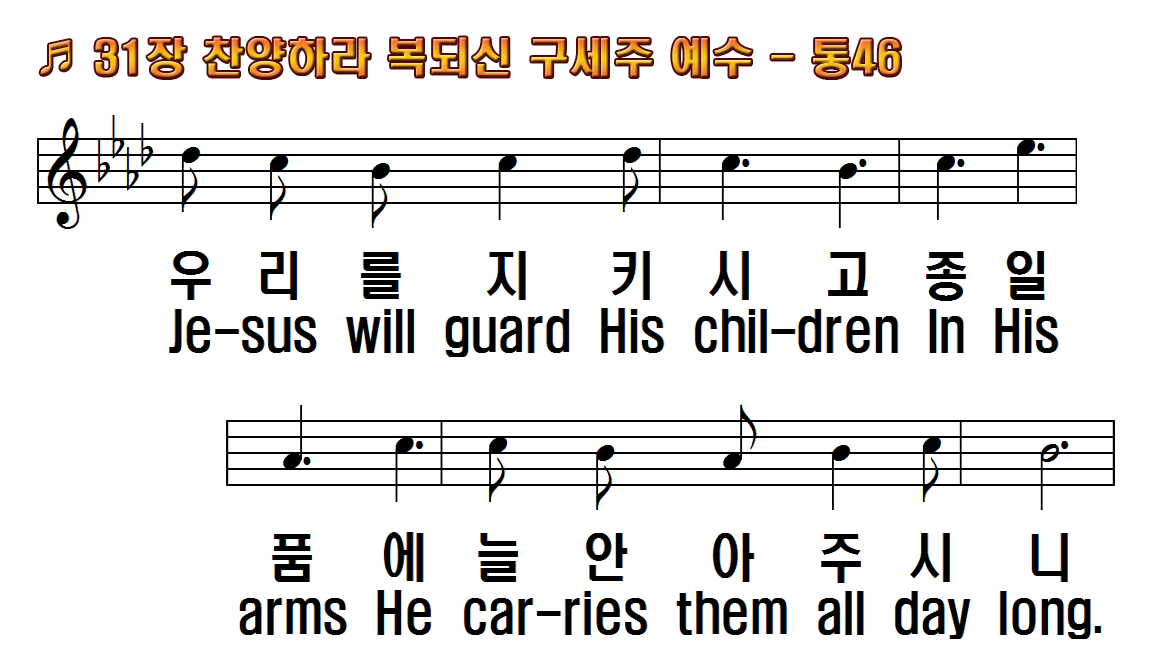 ♬ 31장 찬양하라 복되신 구세주 예수 - 통46
우 리 를 지 키 시 고 종 일
Je-sus will guard His chil-dren In His
품 에 늘 안 아 주 시 니
arms He car-ries them all day long.